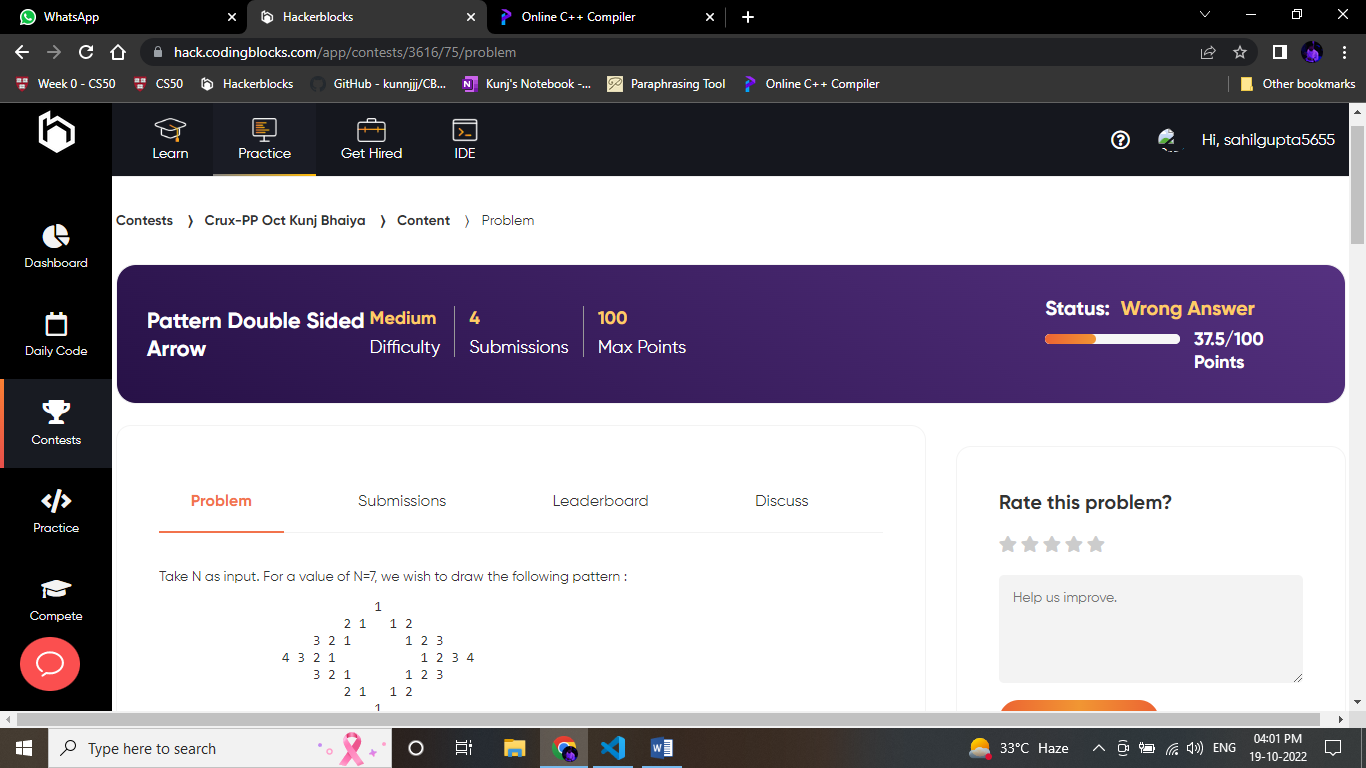 WhatsApp
Hackerblocks
Online C++ Compiler
hack.codingblocks.com/app/contests/3616/75/problem
Week 0 - CS50
CS50
Hackerblocks
GitHub - kunnjjj/CB...
Kunj's Notebook -...
Paraphrasing Tool
Online C++ Compiler
Other bookmarks
Learn
Practice
Get Hired
IDE
Hi, sahilgupta5655
Dashboard
Daily Code
Contests
Practice
Compete
Contests ❭ Crux-PP Oct Kunj Bhaiya ❭ Content ❭ Problem
Pattern Double Sided
Arrow
Medium
Difficulty
4
Submissions
100
Max Points
Status: Wrong Answer
37.5/100
Points
Problem
Submissions
Leaderboard
Discuss
Take N as input. For a value of N=7, we wish to draw the following pattern :
1
2 1 1 2
3 2 1 1 2 3
4 3 2 1 1 2 3 4
3 2 1 1 2 3
2 1 1 2
1
Rate this problem?
Help us improve.
Type here to search
33°C Haze
ENG
04:01 PM
19-10-2022